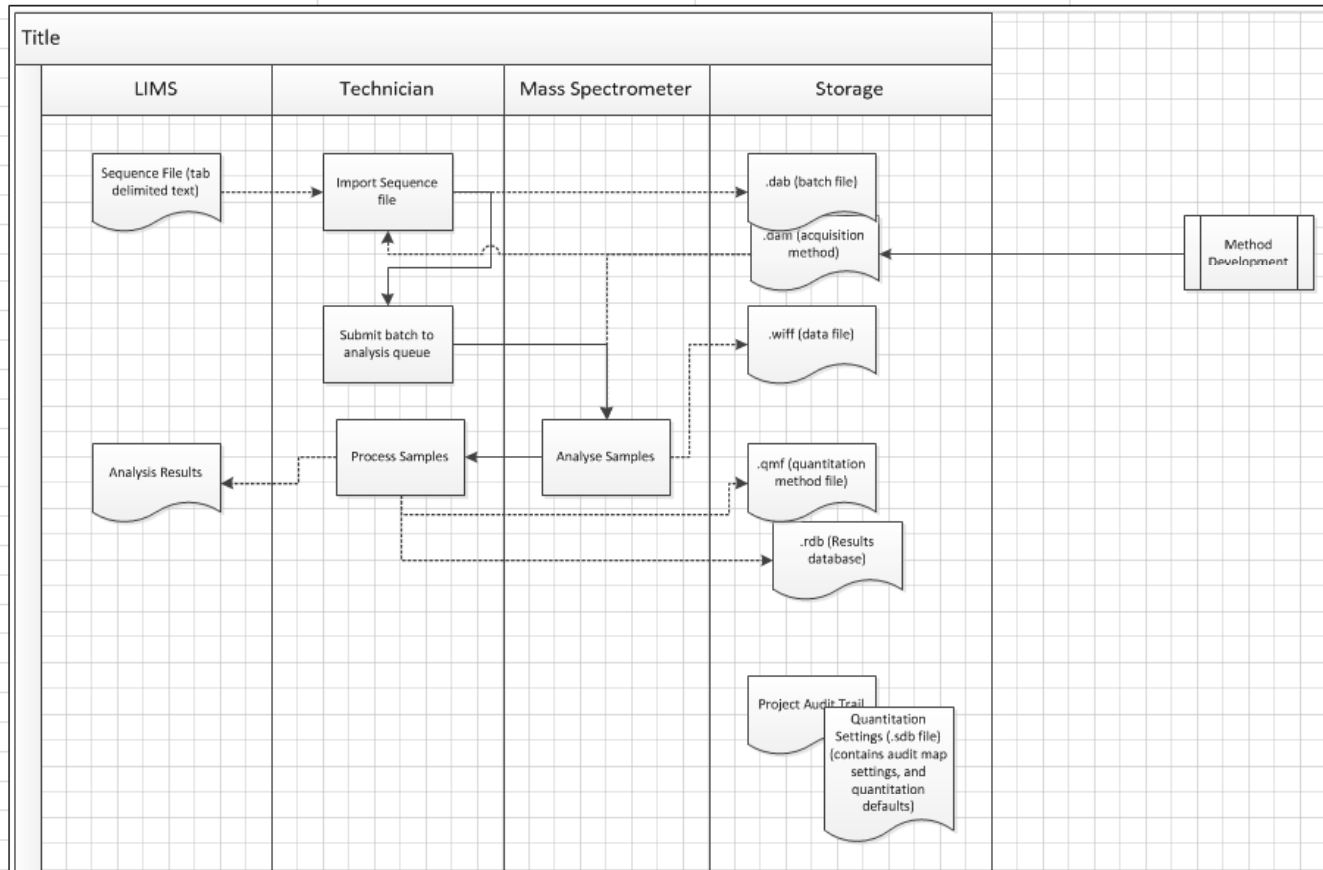 Title
LIMS
Technician
Mass Spectrometer
Storage
Sequence File (tab
delimited text)
Import Sequence
file
.dab (batch file)
.dam (acquisition
method)
Method
Development
Submit batch to
analysis queue
.wiff (data file)
Analysis Results
Process Samples
Analyse Samples
.qmf (quantitation
method file)
.rdb (Results
database)
Project Audit Trail
Quantitation
Settings (.sdb file)
(contains audit map
settings, and
quantitation
defaults)